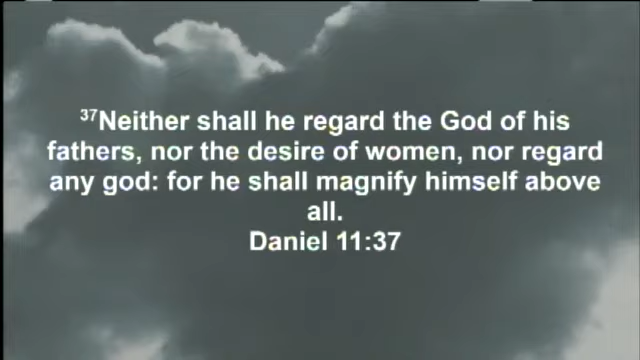 ³⁷Neither shall he regard the God of his
fathers, nor the desire of women, nor regard
any god: for he shall magnify himself above
all.
Daniel 11:37